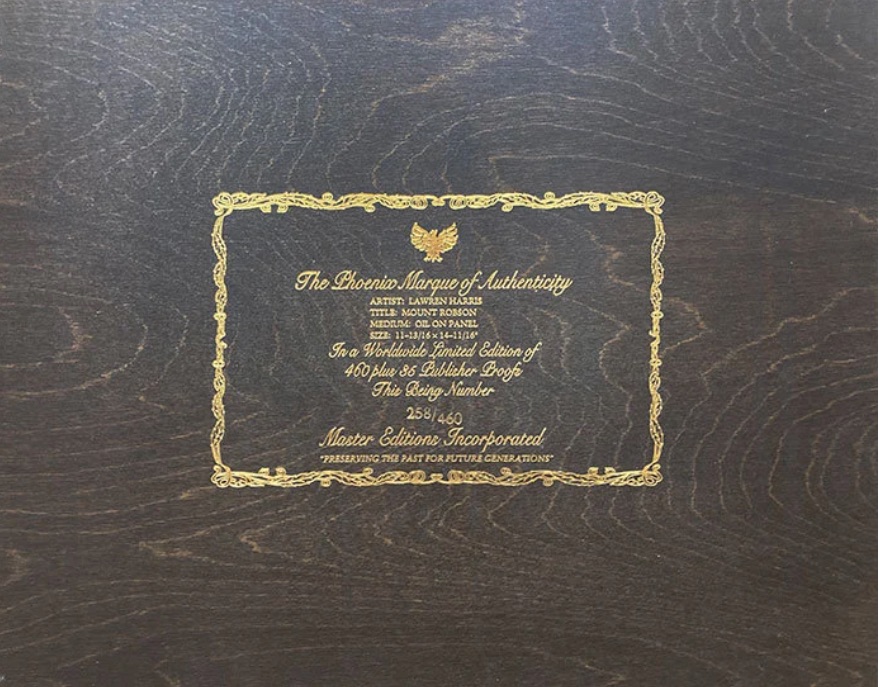 The Phoenix Marque of Authenticity
ARTIST: LAWREN HARRIS
TITLE: MOUNT ROBSON
MEDIUM: OIL ON PANEL
SIZE: 11-13/16 × 14-11/16"
In a Worldwide Limited Edition of
460 plus 36 Publisher Proofs
This Being Number
258/460
Master Editions Incorporated
"PRESERVING THE PAST FOR FUTURE GENERATIONS"